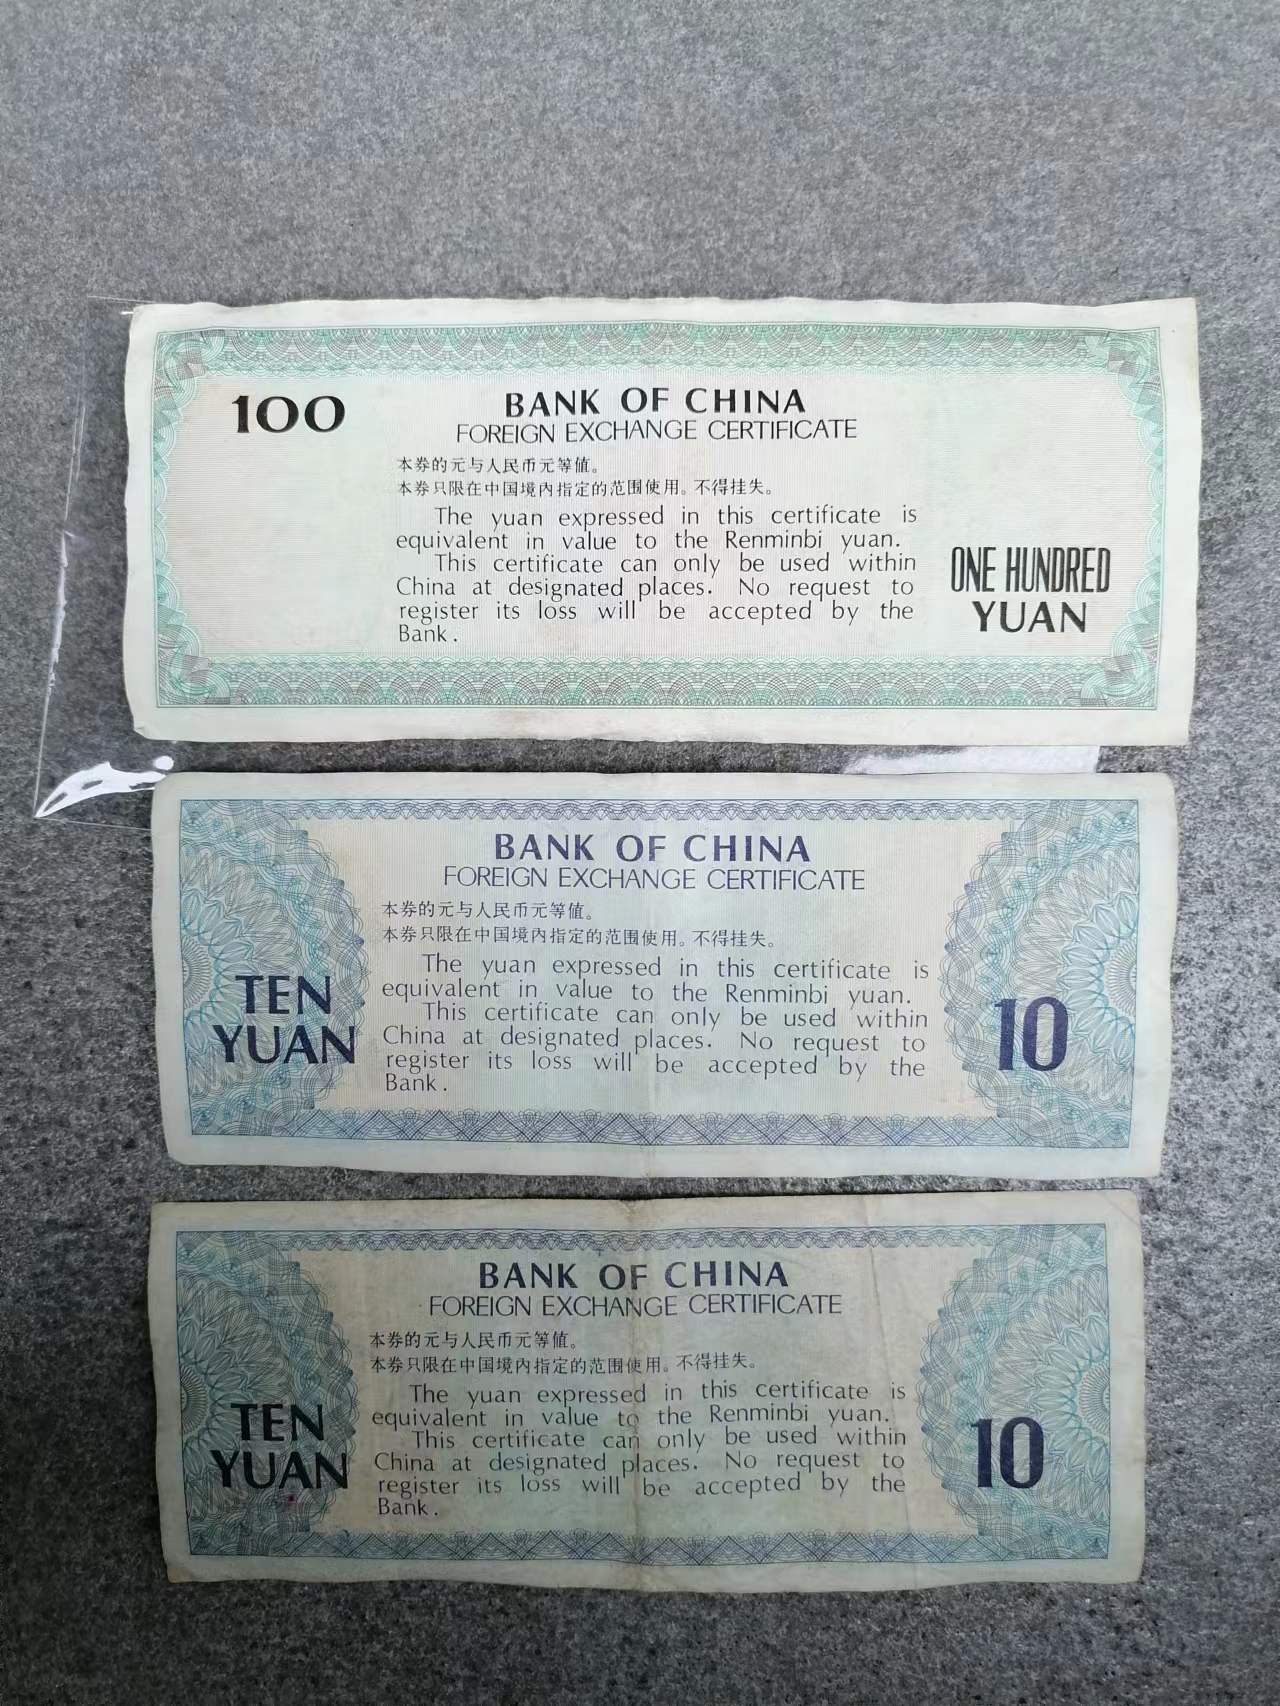 100
BANK OF CHINA
FOREIGN EXCHANGE CERTIFICATE
本券的元与人民币元等值。
本券只限在中国境内指定的范围使用。不得挂失。
The yuan expressed in this certificate is
equivalent in value to the Renminbi yuan.
This certificate can only be used within
China at designated places. No request to
register its loss will be accepted by the
Bank.
ONE HUNDRED
YUAN
BANK OF CHINA
FOREIGN EXCHANGE CERTIFICATE
本券的元与人民币元等值。
本券只限在中国境内指定的范围使用。不得挂失。
The yuan expressed in this certificate is
equivalent in value to the Renminbi yuan.
This certificate can only be used within
China at designated places. No request to
register its loss will be accepted by the
Bank.
TEN
YUAN
10
BANK OF CHINA
FOREIGN EXCHANGE CERTIFICATE
本券的元与人民币元等值。
本券只限在中国境内指定的范围使用。不得挂失。
The yuan expressed in this certificate is
equivalent in value to the Renminbi yuan.
This certificate can only be used within
China at designated places. No request to
register its loss will be accepted by the
Bank.
TEN
YUAN
10